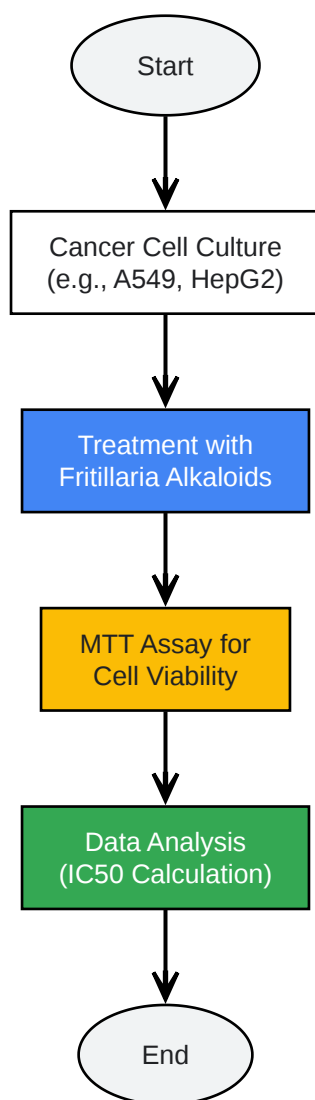 Start
Cancer Cell Culture
(e.g., A549, HepG2)
Treatment with
Fritillaria Alkaloids
MTT Assay for
Cell Viability
Data Analysis
(IC50 Calculation)
End